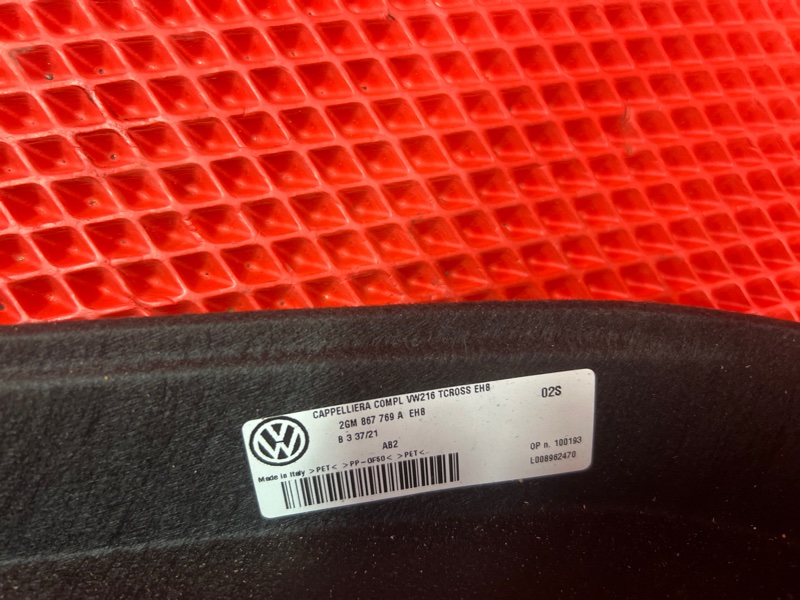 CAPPELLIERA COMPL VW216 TCROSS EH8
02S
2GM 867 769 A EH8
B 3 37/21
AB2
OP n. 100193
Made in Italy >PET< >PP-GF50< >PET<
L008962470